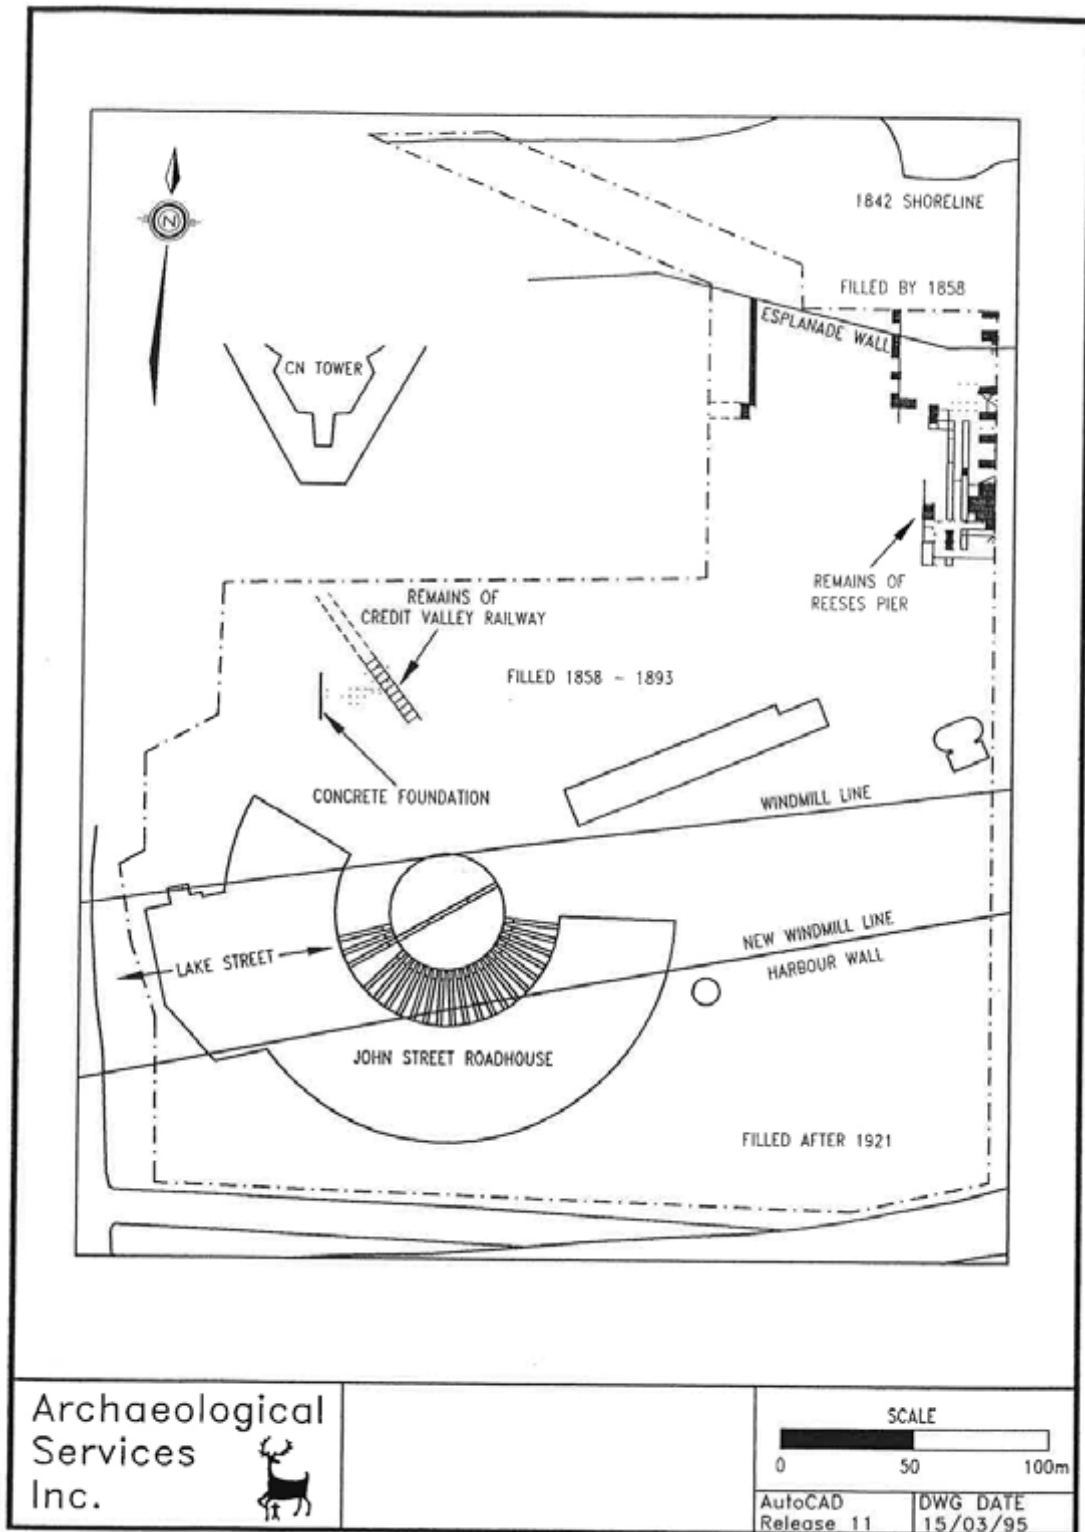 1842 SHORELINE
FILLED BY 1858
ESPLANADE WALL
N
CN TOWER
REMAINS OF
REESES PIER
REMAINS OF
CREDIT VALLEY RAILWAY
FILLED 1858 ~ 1893
CONCRETE FOUNDATION
WINDMILL LINE
NEW WINDMILL LINE
HARBOUR WALL
LAKE STREET
JOHN STREET ROADHOUSE
FILLED AFTER 1921
Archaeological
Services
Inc.
SCALE
0 50 100m
AutoCAD
Release 11
DWG DATE
15/03/95